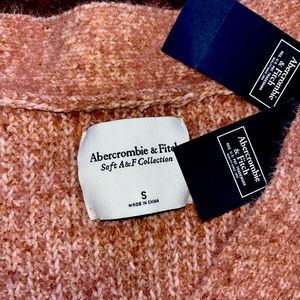 Abercrombie & Fitch
Soft A&F Collection
S
MADE IN CHINA
Abercrombie
& Fitch
Abercrombie
& Fitch